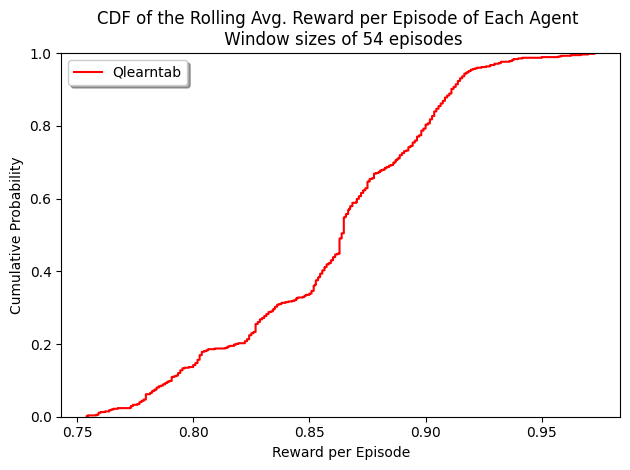 CDF of the Rolling Avg. Reward per Episode of Each Agent
Window sizes of 54 episodes
Qlearntab
Cumulative Probability
1.0
0.8
0.6
0.4
0.2
0.0
0.75 0.80 0.85 0.90 0.95
Reward per Episode